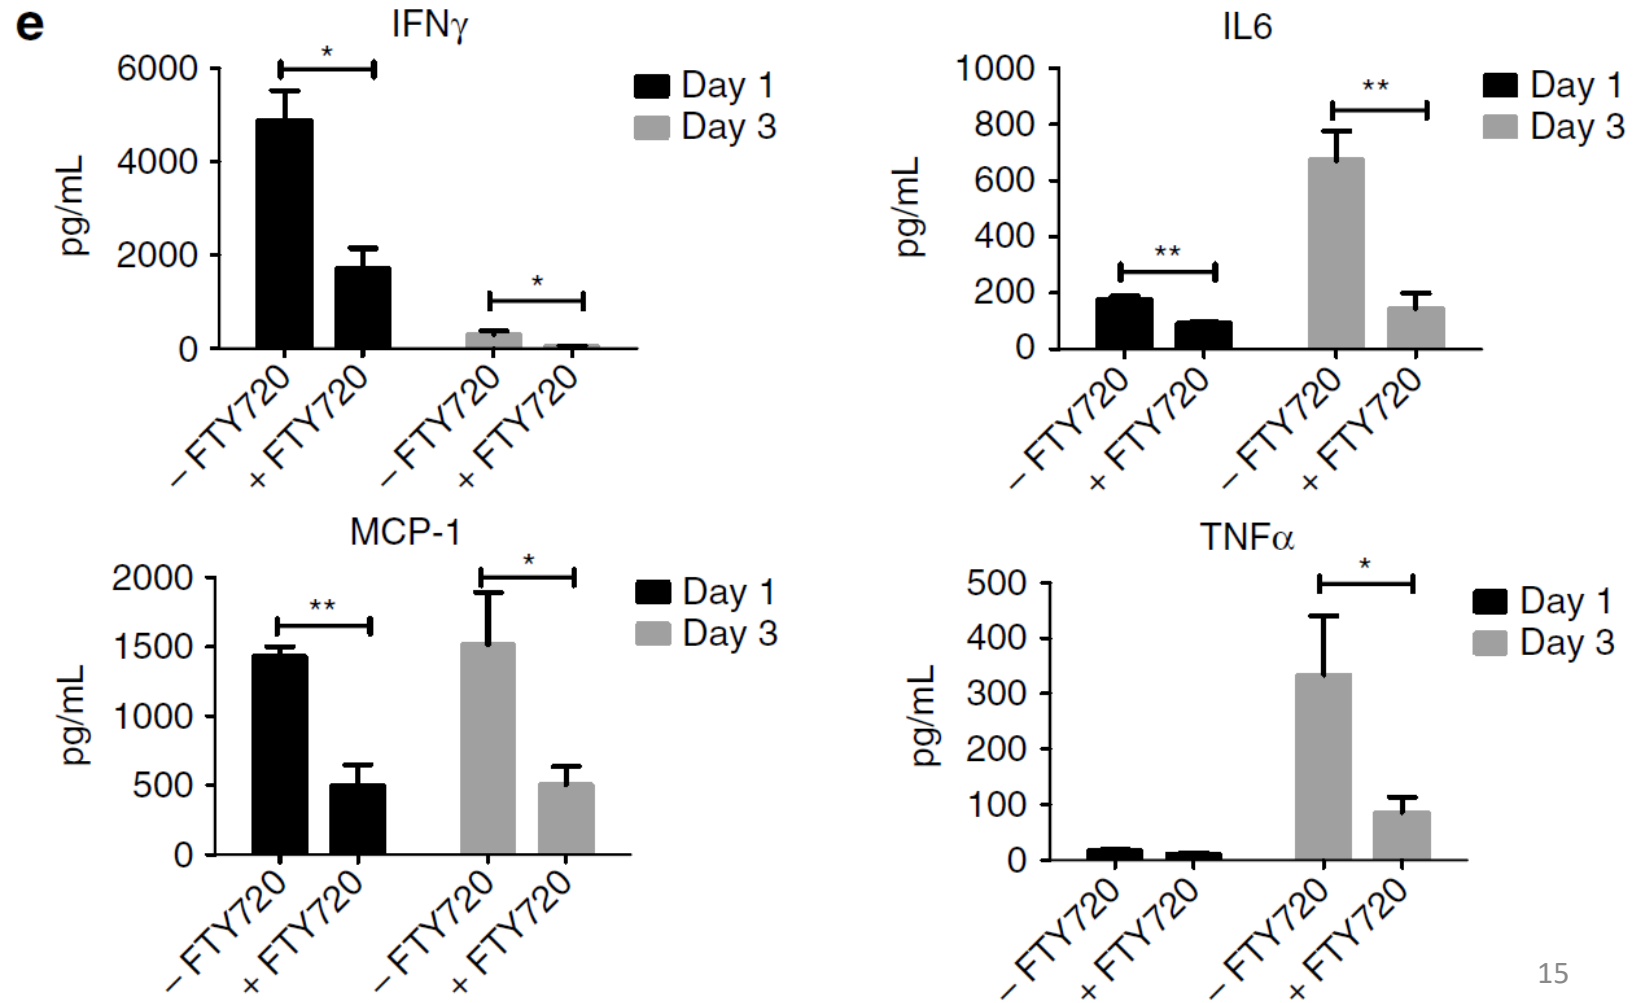 e
IFNγ
*
6000
4000
2000
0
pg/mL
*
Day 1
Day 3
– FTY720
+ FTY720
– FTY720
+ FTY720
IL6
1000
800
600
400
200
0
pg/mL
**
**
Day 1
Day 3
– FTY720
+ FTY720
– FTY720
+ FTY720
MCP-1
2000
1500
1000
500
0
pg/mL
**
*
Day 1
Day 3
– FTY720
+ FTY720
– FTY720
+ FTY720
TNFα
500
400
300
200
100
0
pg/mL
*
Day 1
Day 3
– FTY720
+ FTY720
– FTY720
+ FTY720
15